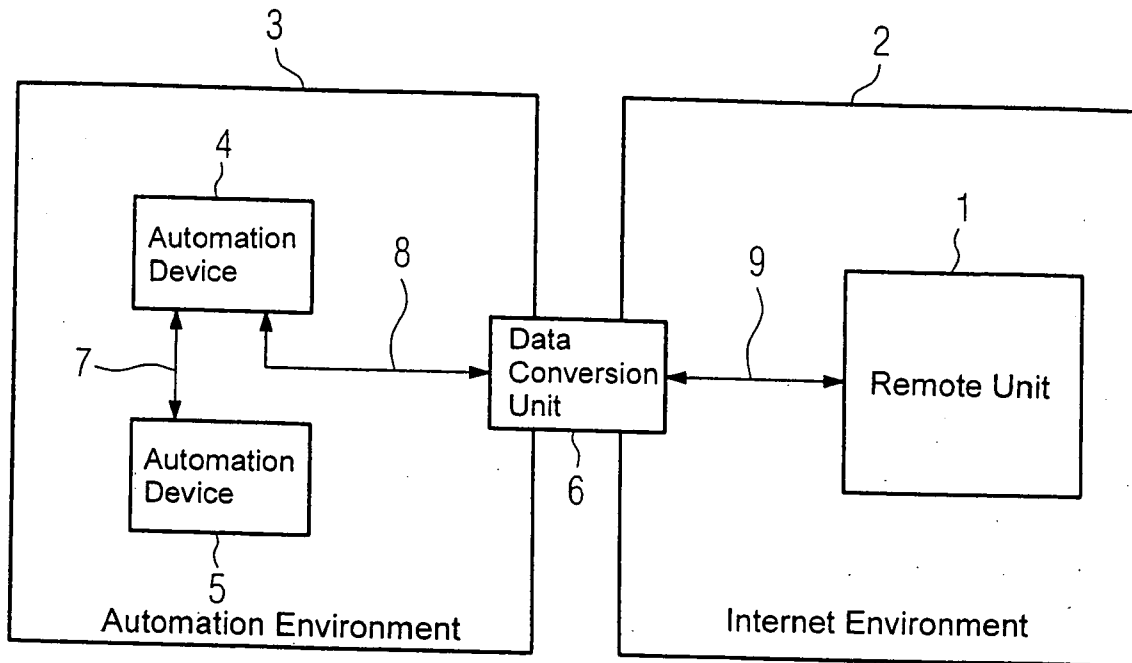 3
2
4
Automation
Device
8
7
Automation
Device
5
Automation Environment
Data
Conversion
Unit
6
9
1
Remote Unit
Internet Environment